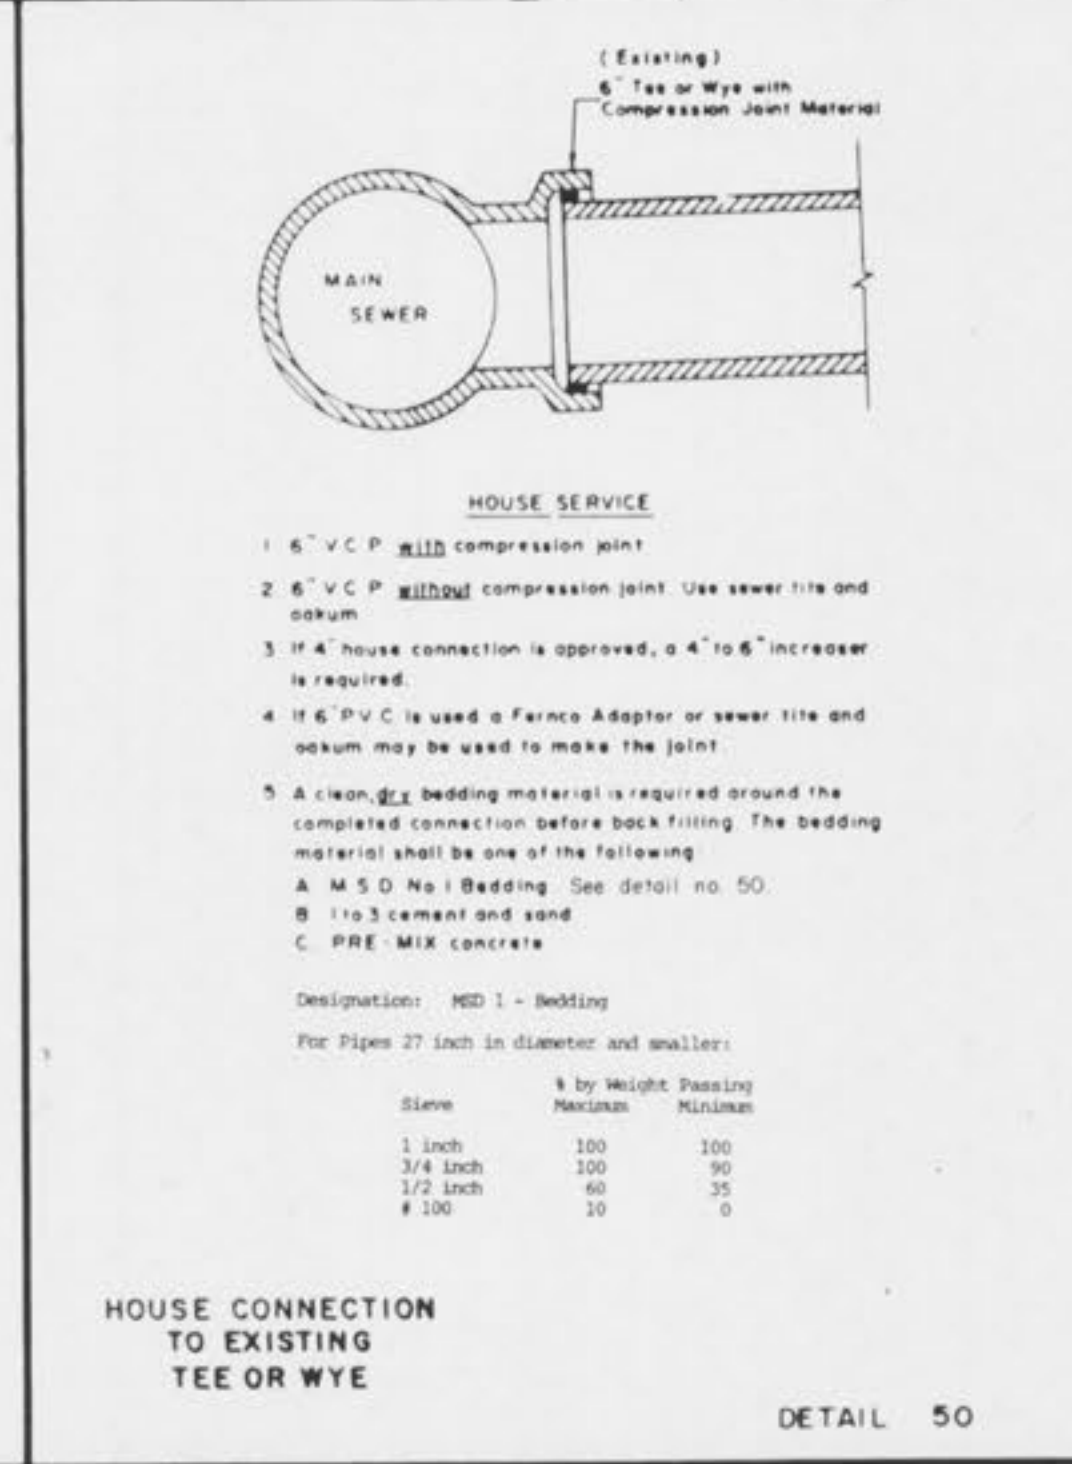 (Existing)
6" Tee or Wye with
Compression Joint Material
MAIN
SEWER
HOUSE SERVICE
1 6" V C P with compression joint
2 6" V C P without compression joint. Use sewer tite and
oakum
3 If 4" house connection is approved, a 4" to 6" increaser
is required.
4 If 6" P V C is used a Fernco Adaptor or sewer tite and
oakum may be used to make the joint
5 A clean, dry bedding material is required around the
completed connection before back filling. The bedding
material shall be one of the following
A M S D No 1 Bedding See detail no. 50.
B 1 to 3 cement and sand
C PRE-MIX concrete
Designation: MSD 1 - Bedding
For Pipes 27 inch in diameter and smaller:
% by Weight Passing
Sieve Maximum Minimum
1 inch 100 100
3/4 inch 100 90
1/2 inch 60 35
# 100 10 0
HOUSE CONNECTION
TO EXISTING
TEE OR WYE
DETAIL 50